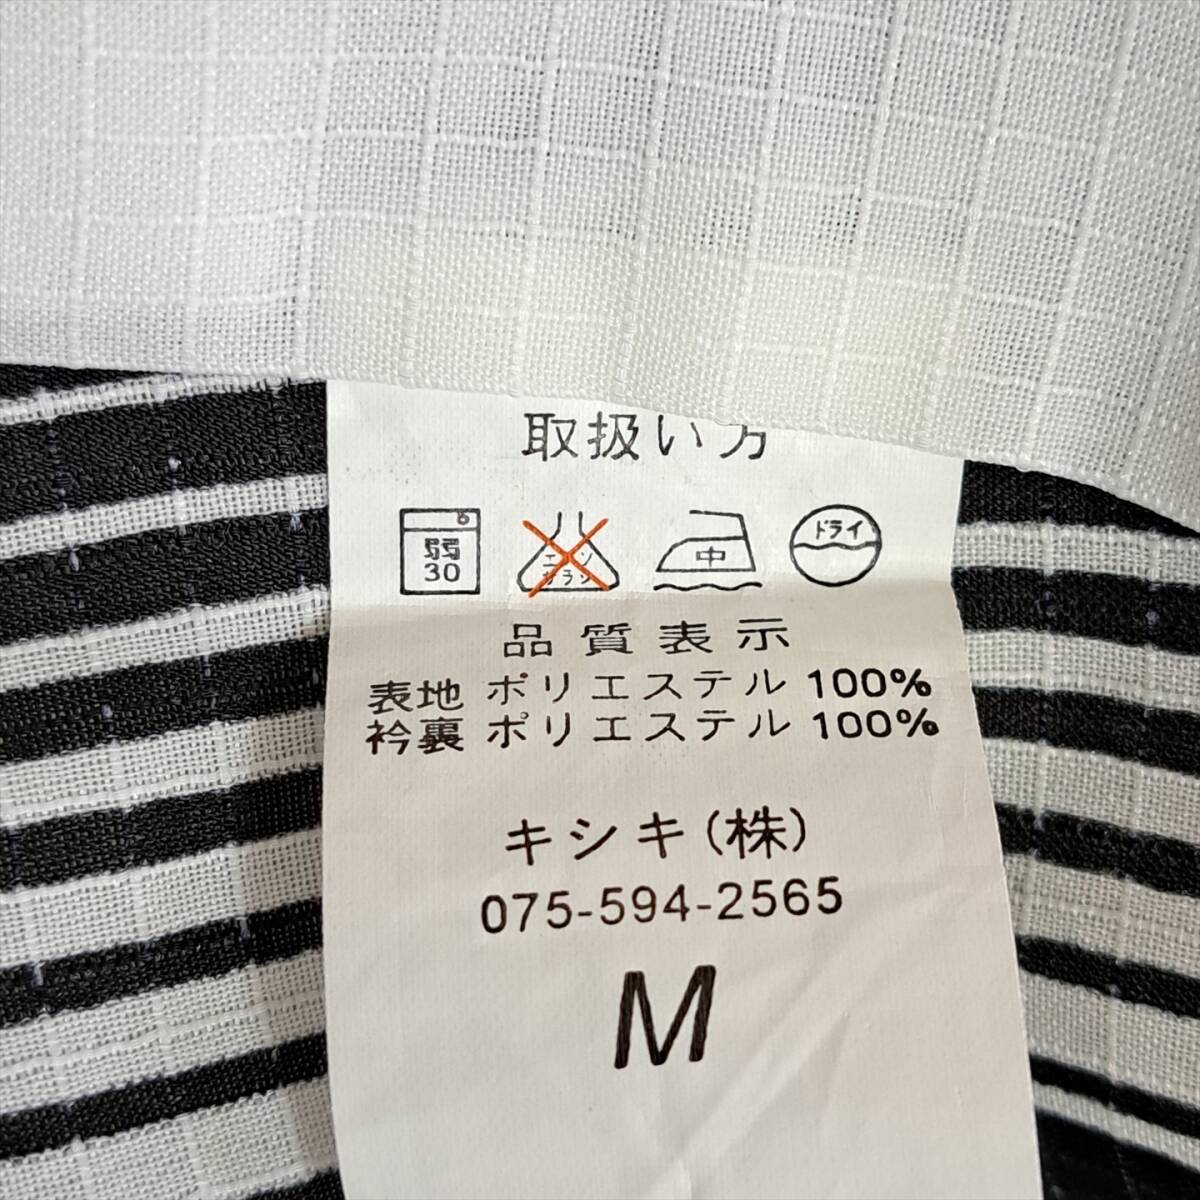 取扱い方
弱 30 エンソ サラシ 中 ドライ
品質表示
表地 ポリエステル 100%
衿裏 ポリエステル 100%
キシキ(株)
075-594-2565
M